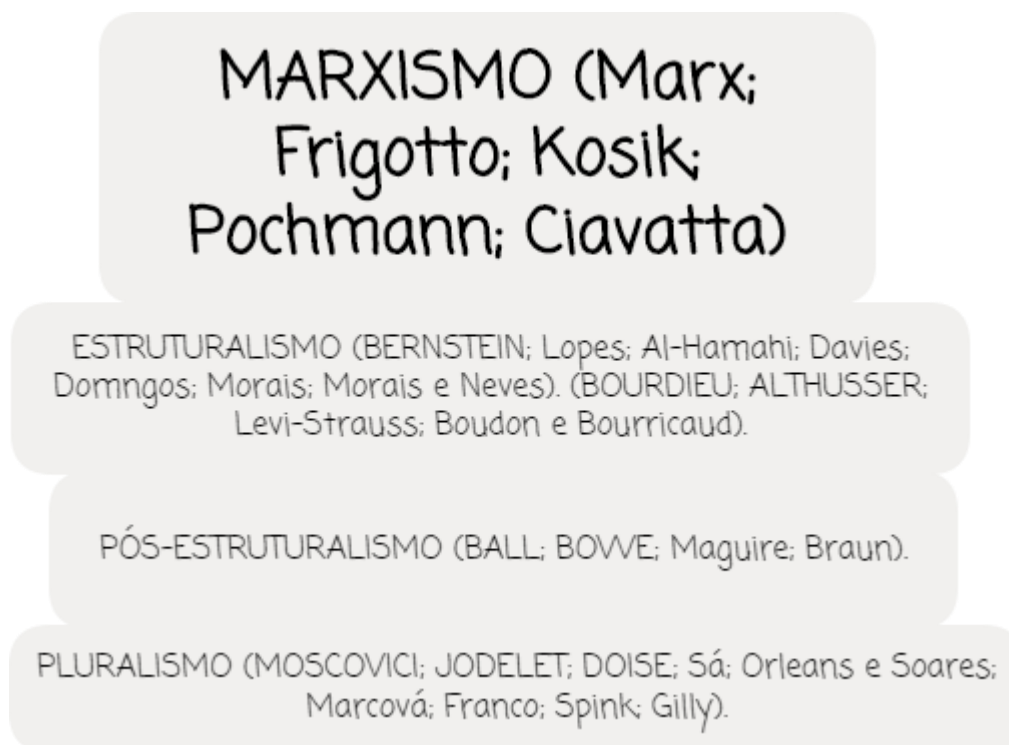 MARXISMO (Marx;
Frigotto; Kosik;
Pochmann; Ciavatta)
ESTRUTURALISMO (BERNSTEIN; Lopes; Al-Hamahi; Davies;
Domngos; Morais; Morais e Neves). (BOURDIEU; ALTHUSSER;
Levi-Strauss; Boudon e Bourricaud).
PÓS-ESTRUTURALISMO (BALL; BOWE; Maguire; Braun).
PLURALISMO (MOSCOVICI; JODELET; DOISE; Sá; Orleans e Soares;
Marcová; Franco; Spink; Gilly).